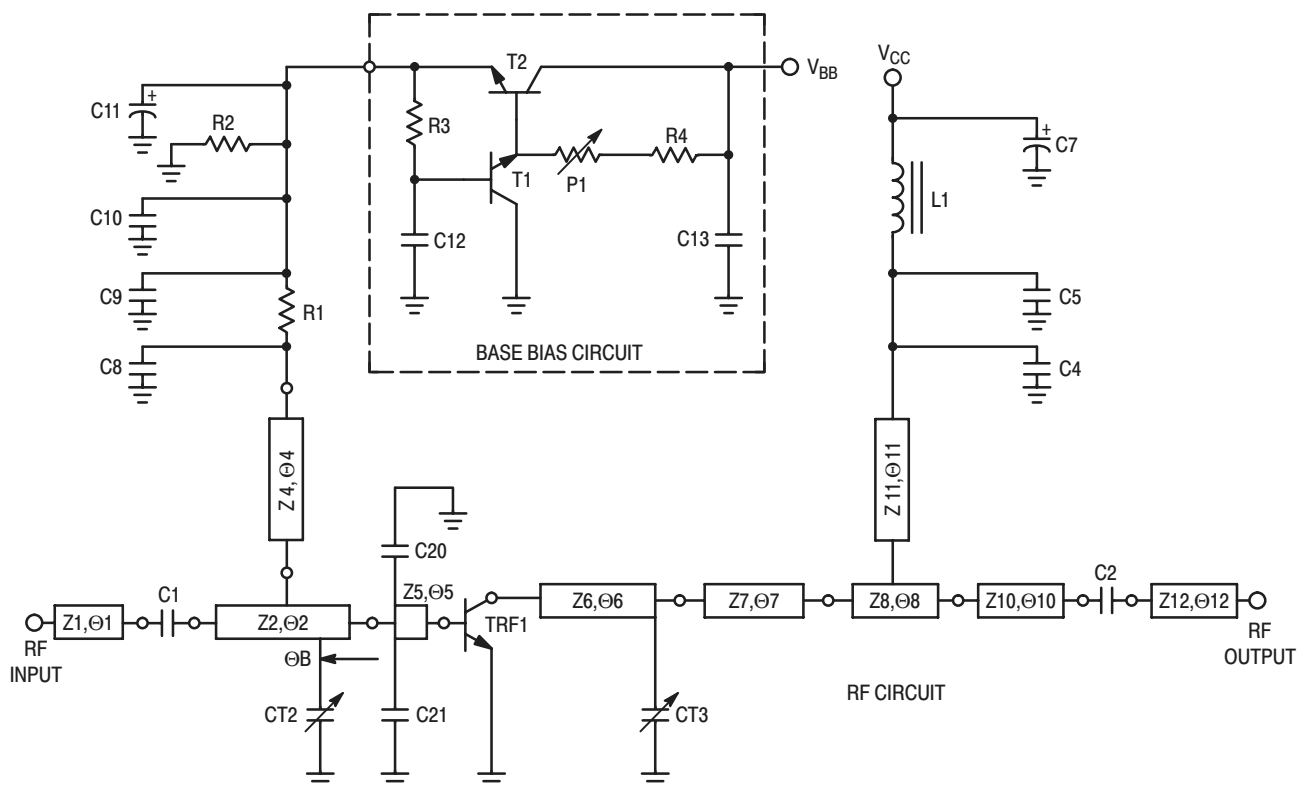 T2
V_BB
V_CC
C11
+
R2
R3
R4
+
C7
T1
P1
L1
C10
C12
C13
C9
R1
C5
BASE BIAS CIRCUIT
C8
C4
Z4,Θ4
Z11,Θ11
C20
C1
Z5,Θ5
C2
Z1,Θ1
Z2,Θ2
TRF1
Z6,Θ6
Z7,Θ7
Z8,Θ8
Z10,Θ10
Z12,Θ12
RF
INPUT
ΘB
RF
OUTPUT
RF CIRCUIT
CT2
C21
CT3